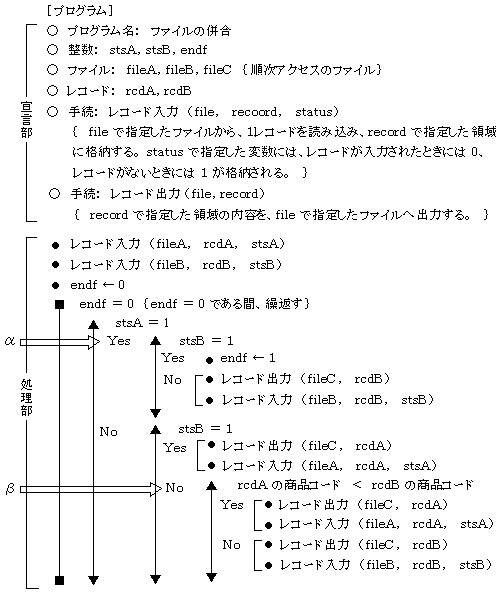 [プログラム]
○ プログラム名: ファイルの併合
○ 整数: stsA, stsB, endf
○ ファイル: fileA, fileB, fileC {順次アクセスのファイル}
○ レコード: rcdA, rcdB
○ 手続: レコード入力 (file, recoord, status)
{ file で指定したファイルから、1レコードを読み込み、record で指定した領域
に格納する。status で指定した変数には、レコードが入力されたときには 0、
レコードがないときには 1 が格納される。 }
○ 手続: レコード出力 (file, record)
{ record で指定した領域の内容を、file で指定したファイルへ出力する。 }
宣言部
● レコード入力 (fileA, rcdA, stsA)
● レコード入力 (fileB, rcdB, stsB)
● endf ← 0
■ endf = 0 {endf = 0 である間、繰返す}
stsA = 1
α Yes stsB = 1
Yes ● endf ← 1
No ● レコード出力 (fileC, rcdB)
● レコード入力 (fileB, rcdB, stsB)
処理部
No stsB = 1
Yes ● レコード出力 (fileC, rcdA)
● レコード入力 (fileA, rcdA, stsA)
β No rcdA の商品コード < rcdB の商品コード
Yes ● レコード出力 (fileC, rcdA)
● レコード入力 (fileA, rcdA, stsA)
No ● レコード出力 (fileC, rcdB)
● レコード入力 (fileB, rcdB, stsB)